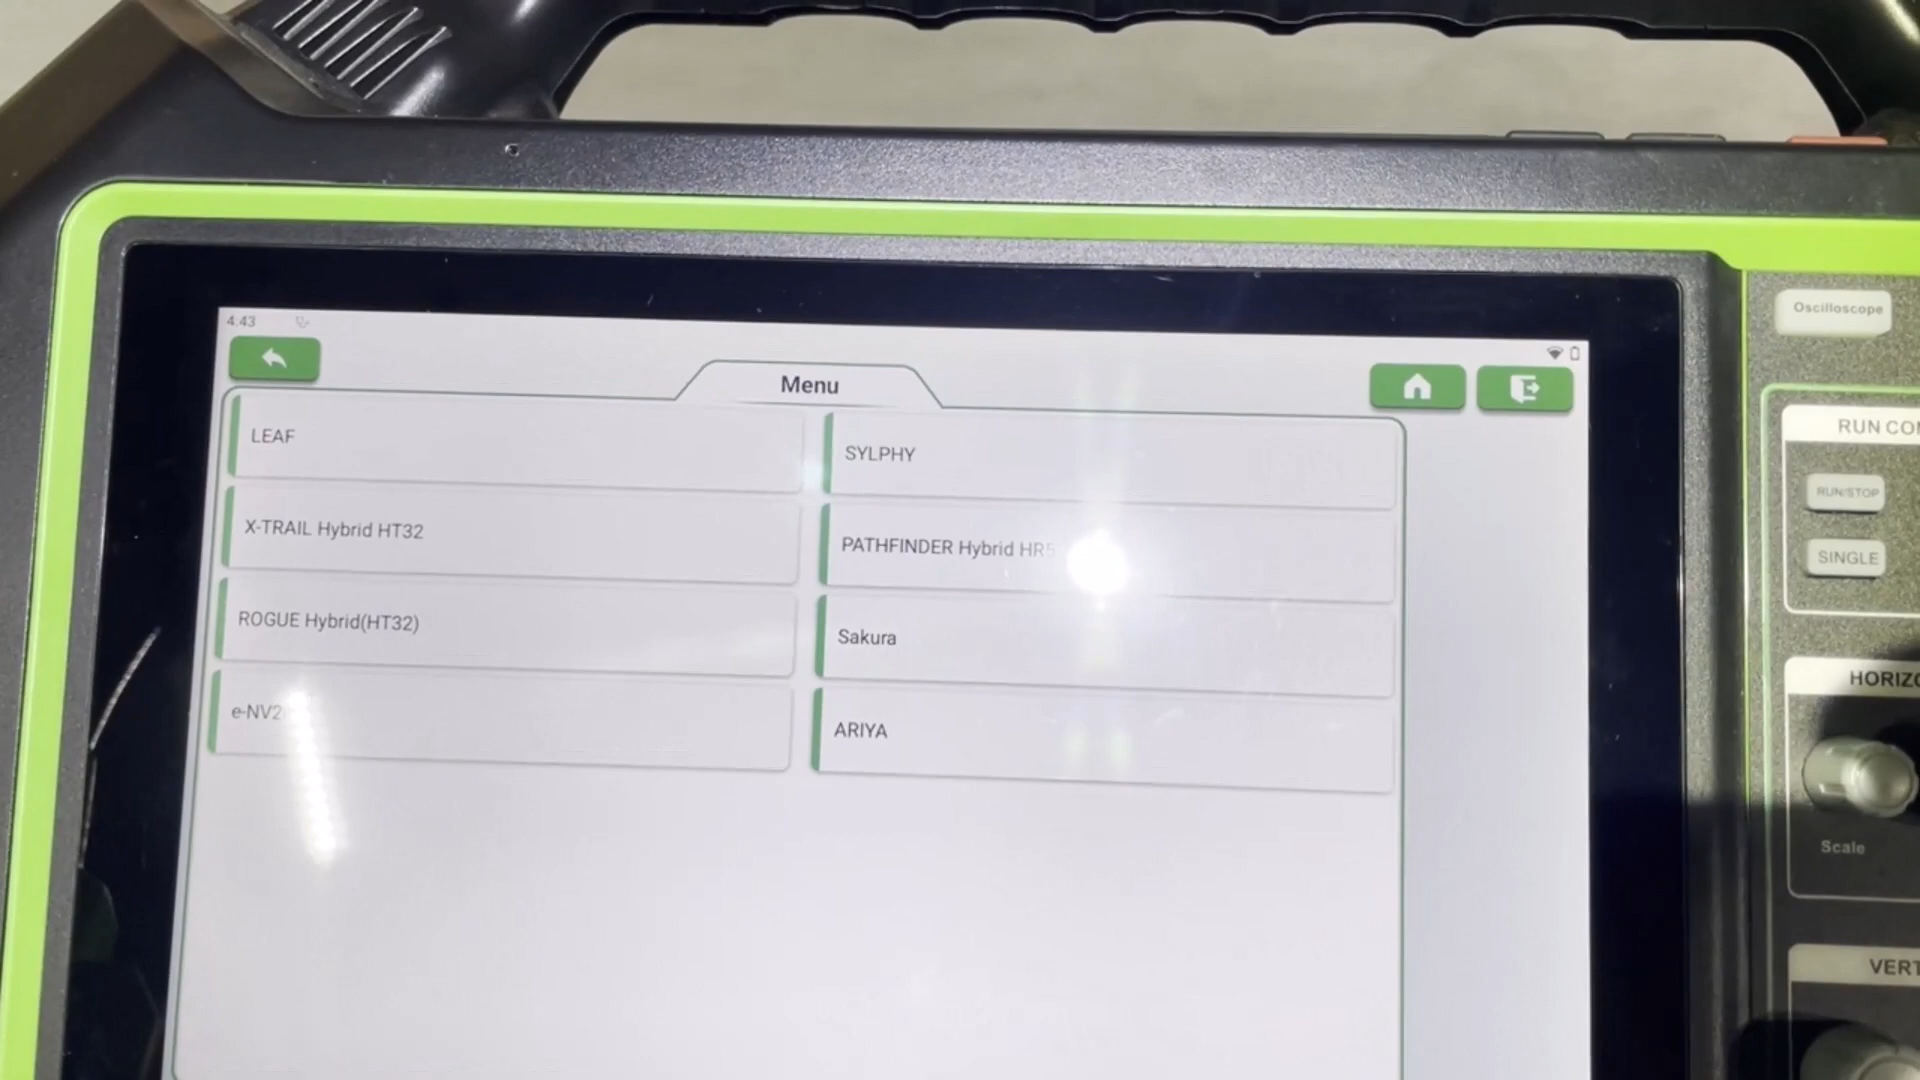 4.43
Menu
LEAF
SYLPHY
X-TRAIL Hybrid HT32
PATHFINDER Hybrid
ROGUE Hybrid(HT32)
Sakura
ARIYA
Oscilloscope
RUN/STOP
SINGLE
Scale